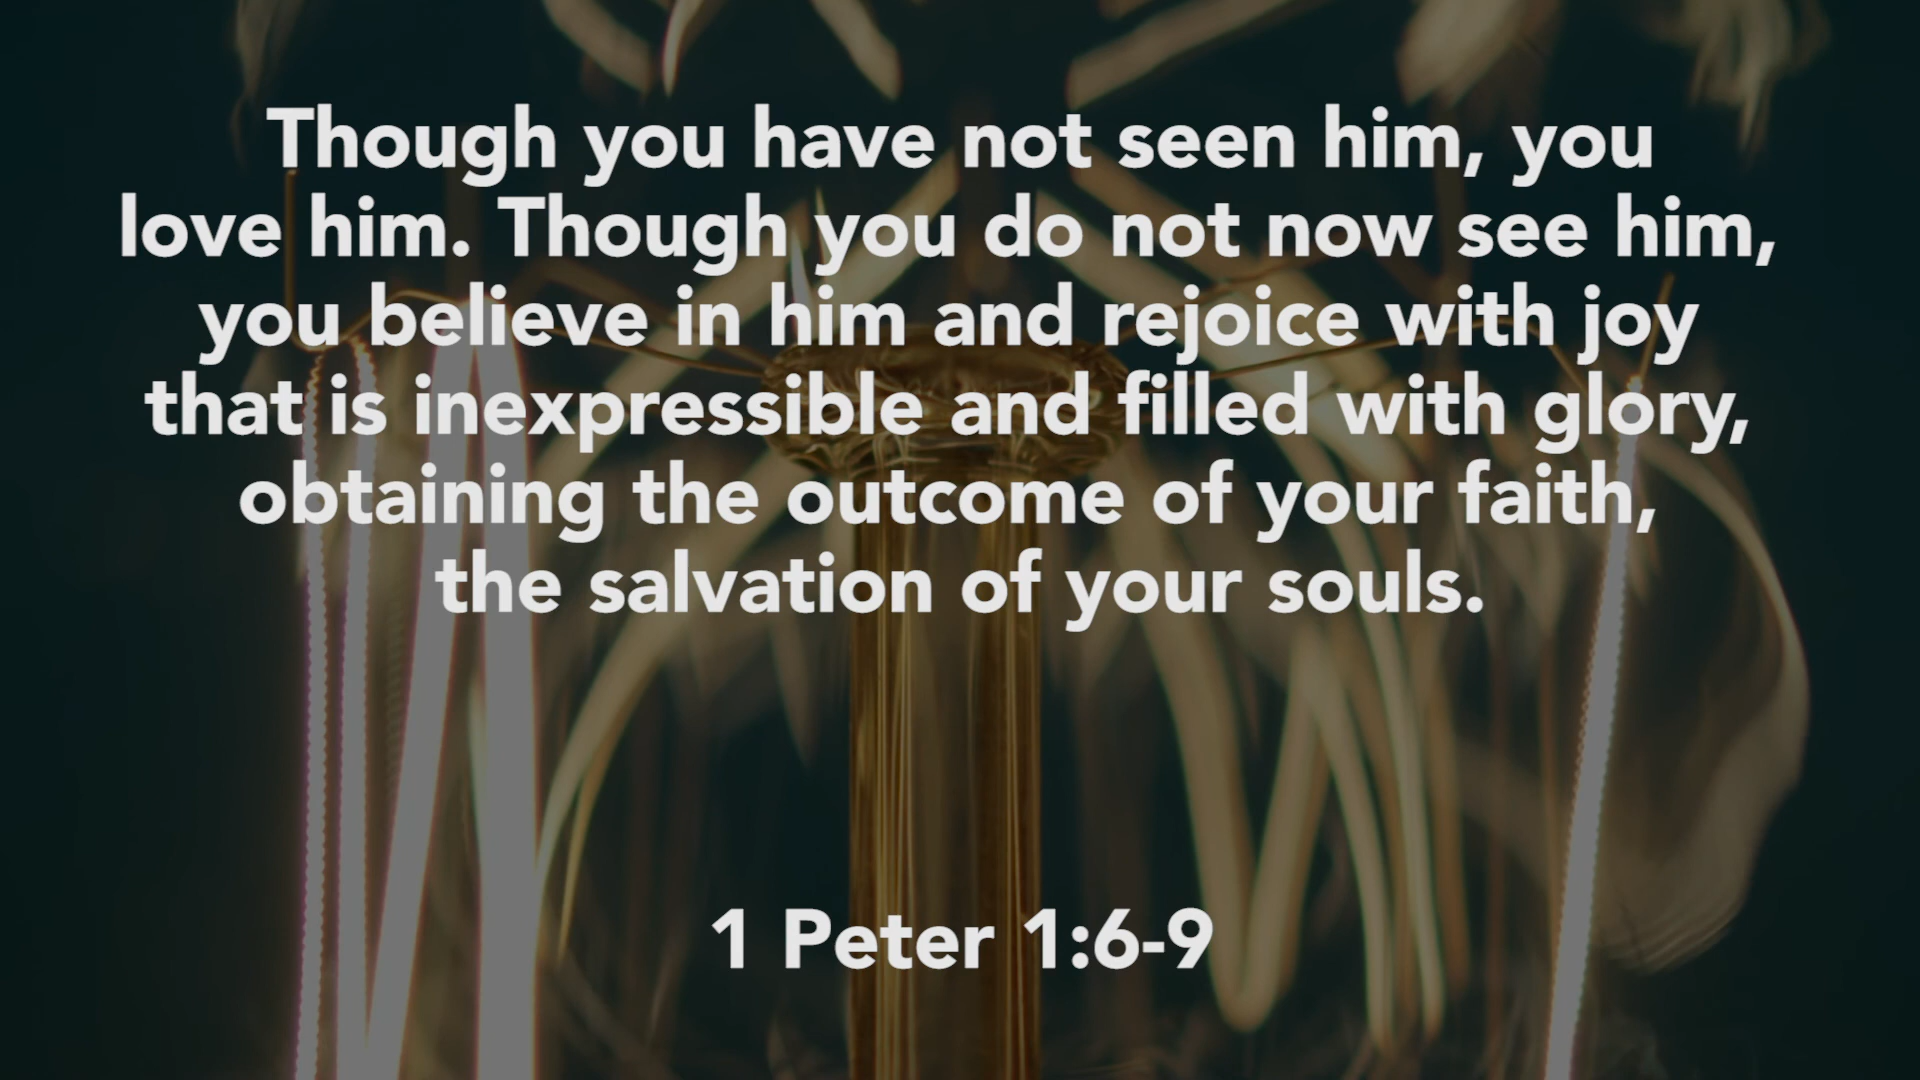 Though you have not seen him, you
love him. Though you do not now see him,
you believe in him and rejoice with joy
that is inexpressible and filled with glory,
obtaining the outcome of your faith,
the salvation of your souls.
1 Peter 1:6-9